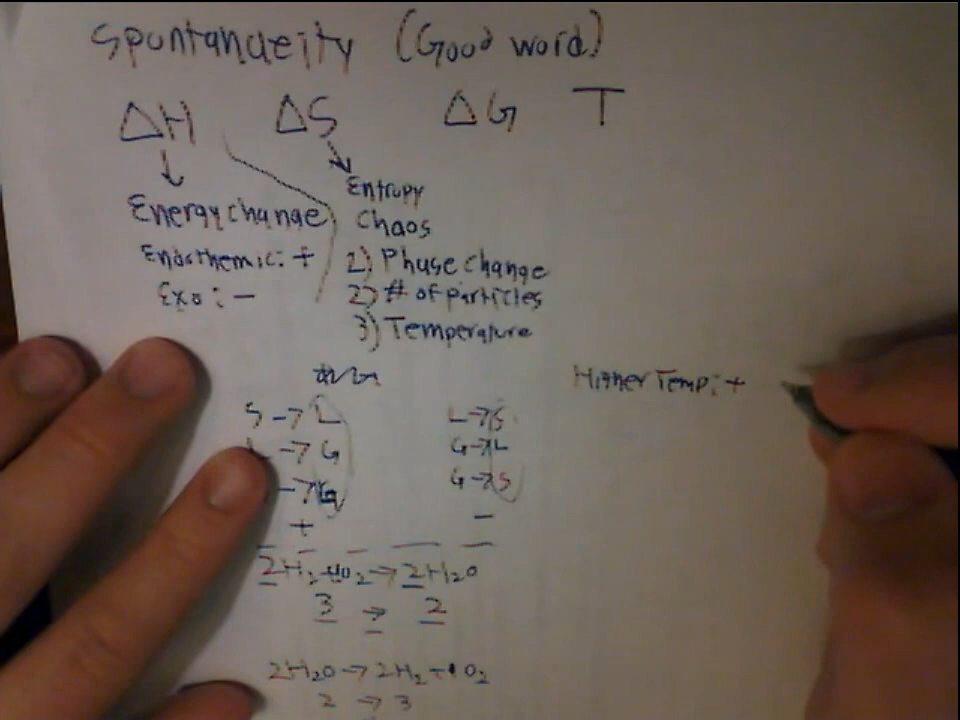 Spontaneity (Good word)
ΔH ΔS ΔG T
Entropy
Energy change Chaos
Endothemic: + 1) Phase change
Exo: - 2) # of particles
3) Temperature
Higher Temp: +
S → L L → S
→ G G → L
→ G G → S
+ -
2H₂ + O₂ → 2H₂O
3 → 2
2H₂O → 2H₂ + O₂
2 → 3